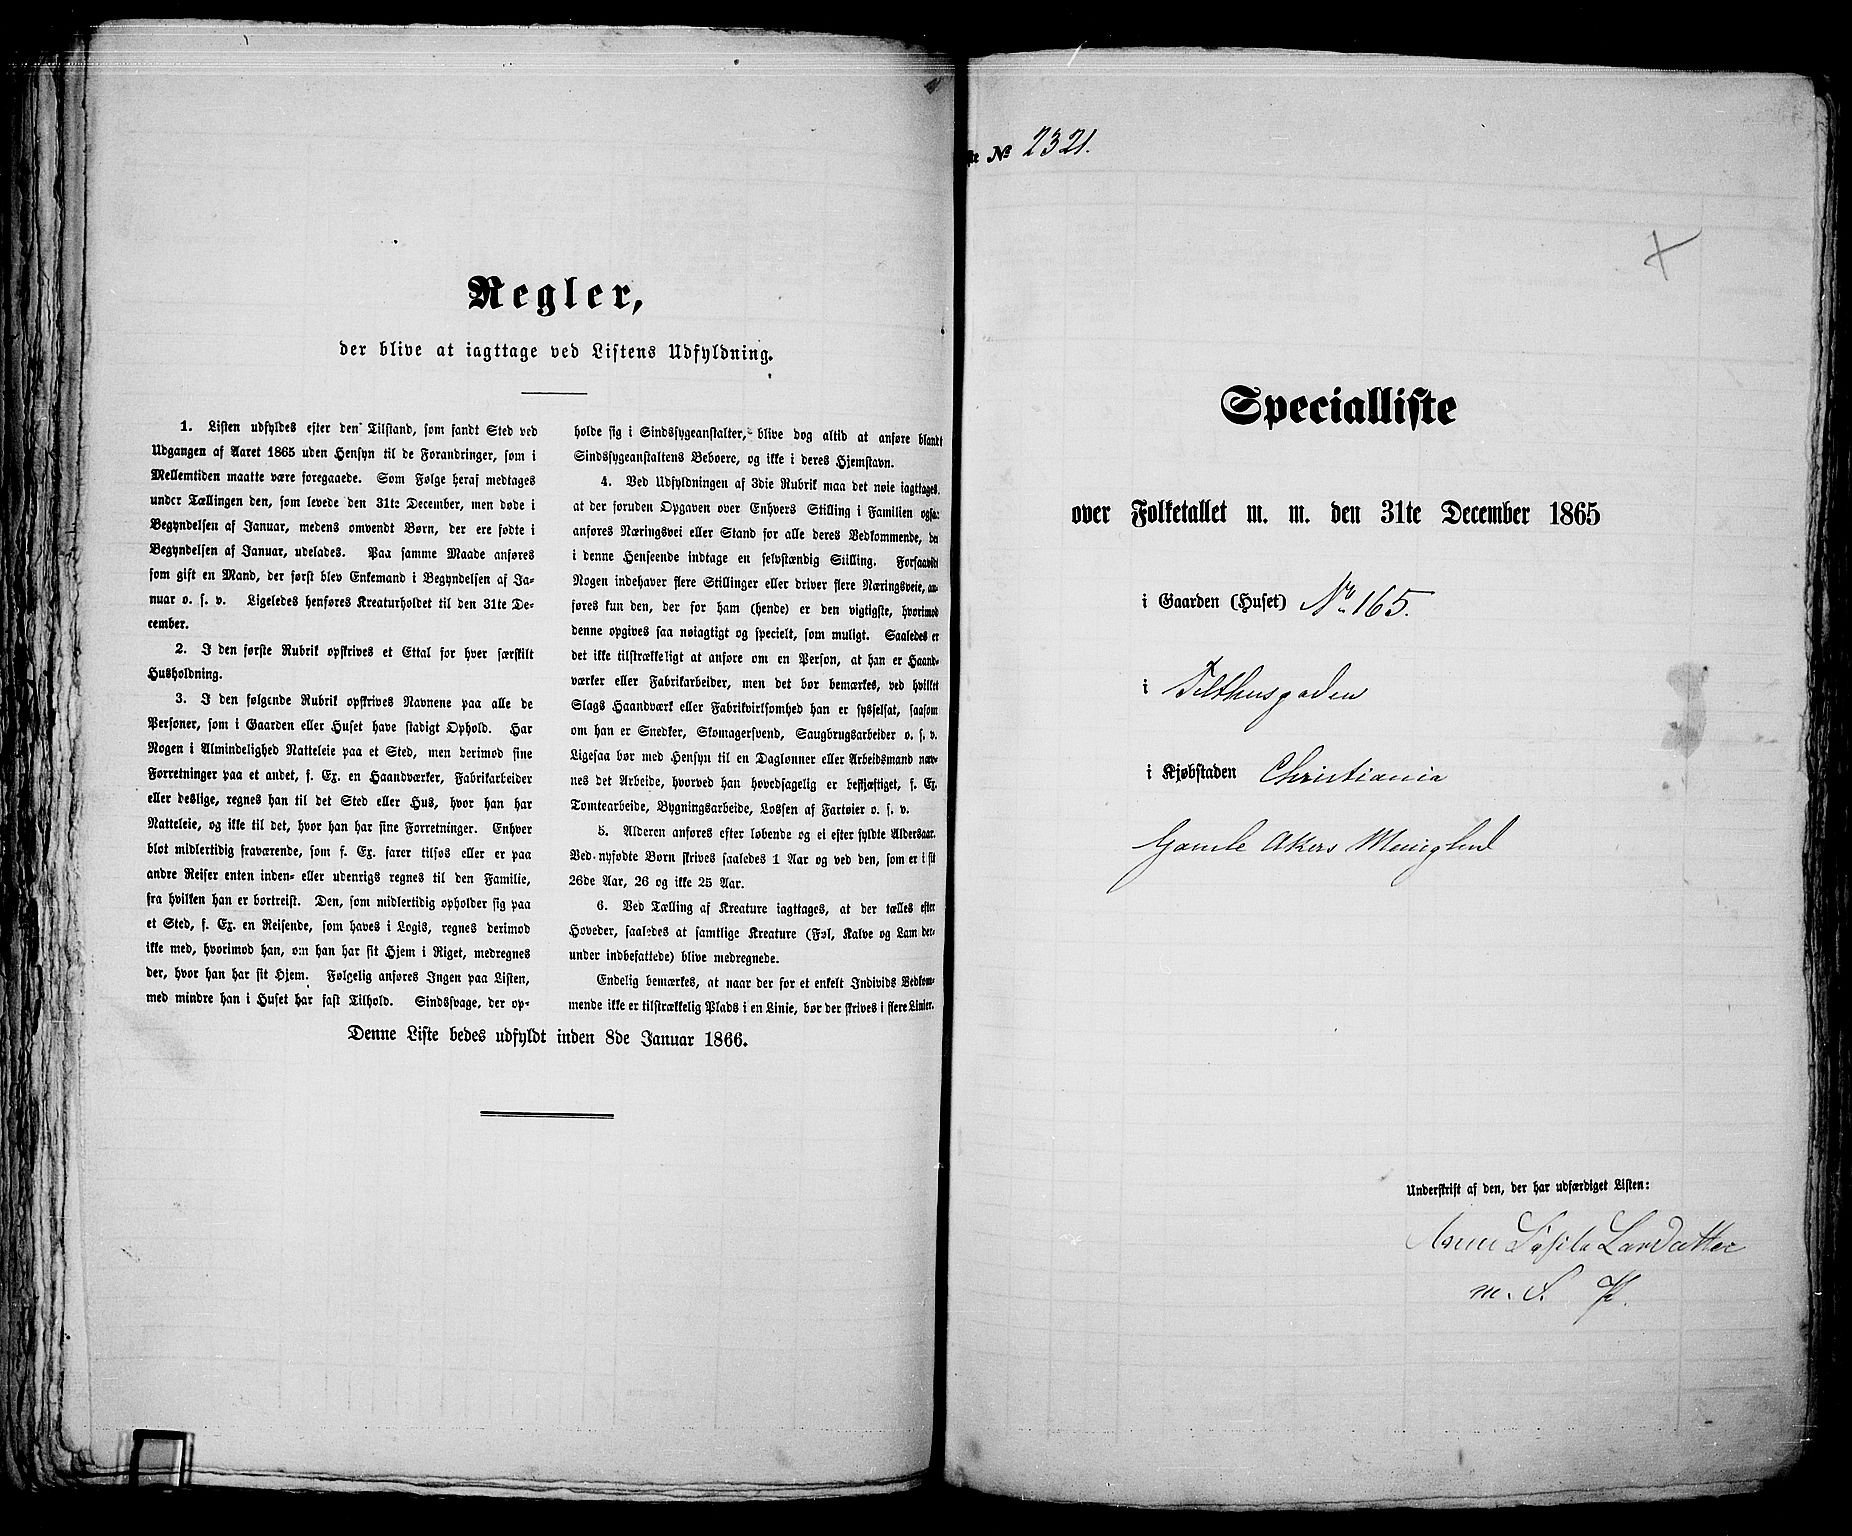 Regler,
der blive at iagttage ved Listens Udfyldning.
1. Listen udfyldes efter den Tilstand, som fandt Sted ved
Udgangen af Aaret 1865 uden Hensyn til de Forandringer, som i
Mellemtiden maatte være foregaaede. Som Følge heraf medtages
under Tællingen den, som levede den 31te December, men døde i
Begyndelsen af Januar, medens omvendt Børn, der ere fødte i
Begyndelsen af Januar, udelades. Paa samme Maade anføres
som gift en Mand, der først blev Enkemand i Begyndelsen af Ja-
nuar o. s. v. Ligeledes henføres Kreaturholdet til den 31te De-
cember.
2. I den første Rubrik opskrives et Ettal for hver særskilt
Husholdning.
3. I den følgende Rubrik opskrives Navnene paa alle de
Personer, som i Gaarden eller Huset have stadigt Ophold. Har
Nogen i Almindelighed Natteleie paa et Sted, men derimod sine
Forretninger paa et andet, f. Ex. en Haandværker, Fabrikarbeider
eller deslige, regnes han til det Sted eller Hus, hvor han har
Natteleie, og ikke til det, hvor han har sine Forretninger. Enhver
blot midlertidig fraværende, som f. Ex. farer tilsøs eller er paa
andre Reiser enten inden- eller udenrigs regnes til den Familie,
fra hvilken han er bortreist. Den, som midlertidig opholder sig paa
et Sted, f. Ex. en Reisende, som haves i Logis, regnes derimod
ikke med, hvorimod han, om han har sit Hjem i Riget, medregnes
der, hvor han har sit Hjem. Følgelig anføres Ingen paa Listen,
med mindre han i Huset har fast Tilhold. Sindssvage, der op-
holde sig i Sindssygeanstalter, blive dog altid at anføre blandt
Sindssygeanstaltens Beboere, og ikke i deres Hjemstavn.
4. Ved Udfyldningen af 3die Rubrik maa det nøie iagttages,
at der foruden Opgaven over Enhvers Stilling i Familien ogsaa
anføres Næringsvei eller Stand for alle deres Vedkommende, der
i denne Henseende indtage en selvstændig Stilling. Forsaavidt
Nogen indehaver flere Stillinger eller driver flere Næringsveie, an-
føres kun den, der for ham (hende) er den vigtigste, hvorimod
denne opgives saa nøiagtigt og specielt, som muligt. Saaledes er
det ikke tilstrækkeligt at anføre om en Person, at han er Haand-
værker eller Fabrikarbeider, men det bør bemærkes, ved hvilket
Slags Haandværk eller Fabrikvirksomhed han er sysselsat, saasom
om han er Snedker, Skomagersvend, Saugbrugsarbeider o. s. v.
Ligesaa bør med Hensyn til en Dagløner eller Arbeidsmand næv-
nes det Arbeide, hvorved han hovedsagelig er beskjæftiget, f. Ex.
Tomtearbeide, Bygningsarbeide, Lossen af Fartøier o. s. v.
5. Alderen anføres efter løbende og ei efter fyldte Aldersaar.
Ved nyfødte Børn skrives saaledes 1 Aar og ved den, som er i sit
26de Aar, 26 og ikke 25 Aar.
6. Ved Tælling af Kreature iagttages, at der tælles efter
Hoveder, saaledes at samtlige Kreature (Føl, Kalve og Lam der-
under indbefattede) blive medregnede.
Endelig bemærkes, at naar der for et enkelt Individs Vedkom-
mende ikke er tilstrækkelig Plads i en Linie, bør der skrives i flere Linier.
Denne Liste bedes udfyldt inden 8de Januar 1866.
ste No 2321.
Specialliste
over Folketallet m. m. den 31te December 1865
i Gaarden (Huset) No 165.
i Telthusgaden
i Kjøbstaden Christiania
Gamle Akers Menighed
Underskrift af den, der har udfærdiget Listen:
Larsdatter
m. P.